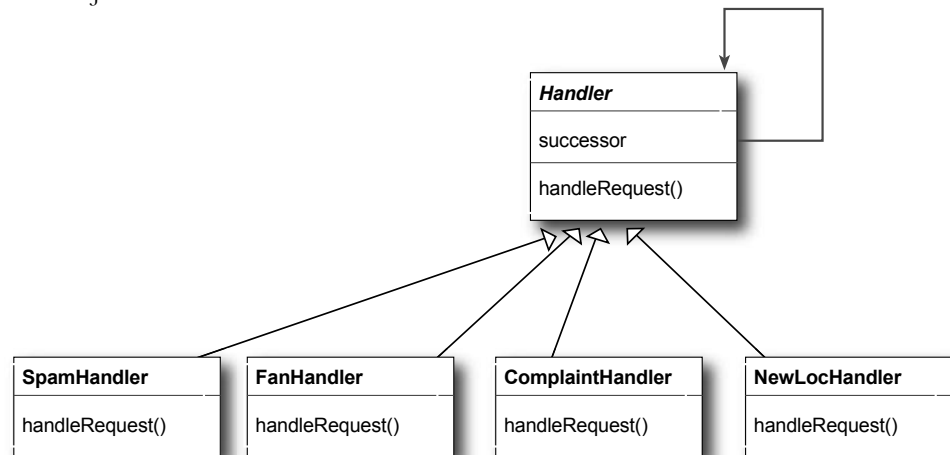 Handler
successor
handleRequest()
SpamHandler
FanHandler
ComplaintHandler
NewLocHandler
handleRequest()
handleRequest()
handleRequest()
handleRequest()